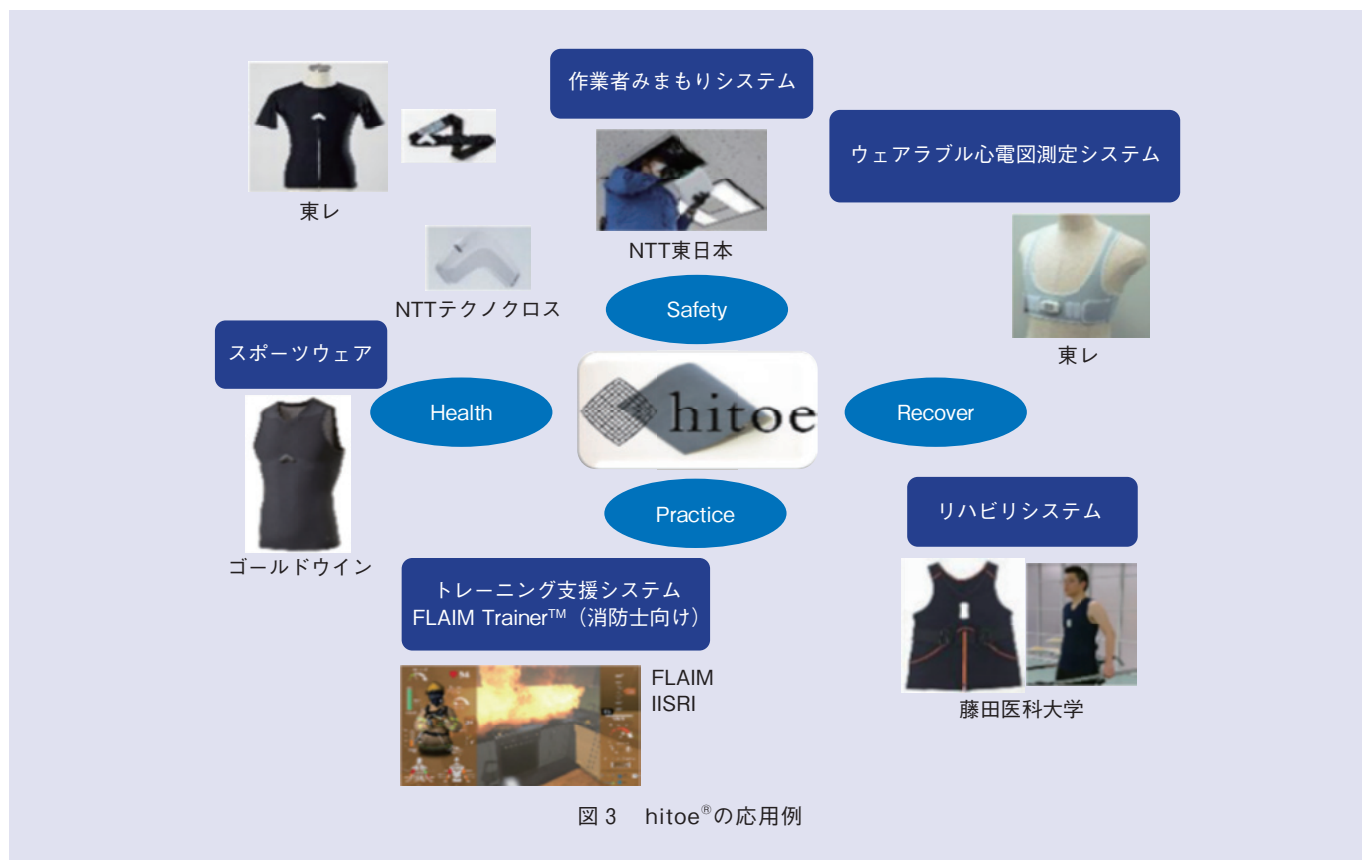 作業者みまもりシステム
東レ
NTT東日本
ウェアラブル心電図測定システム
東レ
NTTテクノクロス
Safety
スポーツウェア
ゴールドウイン
Health
hitoe
Recover
Practice
リハビリシステム
藤田医科大学
トレーニング支援システム
FLAIM Trainer™（消防士向け）
FLAIM
IISRI
図3 hitoe®の応用例